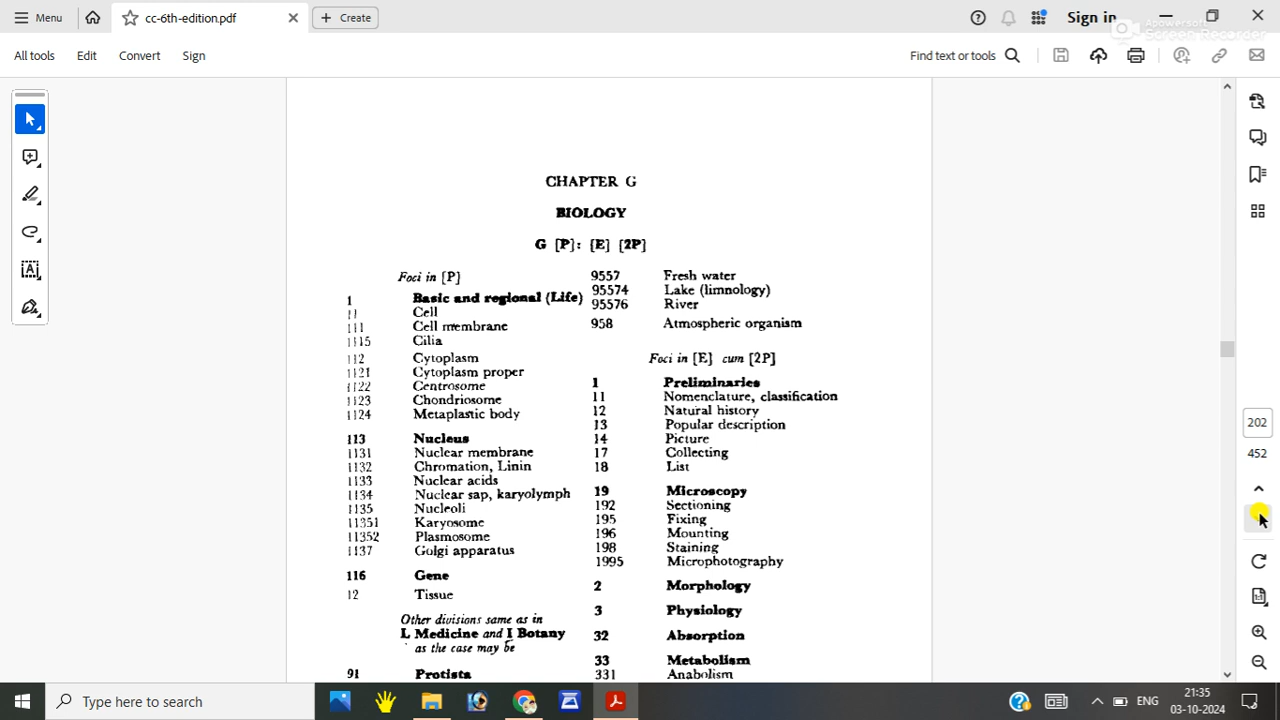 Menu
cc-6th-edition.pdf
Create
Sign in
Apowersoft
Screen Recorder
All tools
Edit
Convert
Sign
Find text or tools
CHAPTER G
BIOLOGY
G [P]: [E] [2P]
Foci in [P]
1 Basic and regional (Life)
11 Cell
111 Cell membrane
1115 Cilia
112 Cytoplasm
1121 Cytoplasm proper
1122 Centrosome
1123 Chondriosome
1124 Metaplastic body
113 Nucleus
1131 Nuclear membrane
1132 Chromation, Linin
1133 Nuclear acids
1134 Nuclear sap, karyolymph
1135 Nucleoli
11351 Karyosome
11352 Plasmosome
1137 Golgi apparatus
116 Gene
12 Tissue
Other divisions same as in
L Medicine and I Botany
as the case may be
91 Protista
9557 Fresh water
95574 Lake (limnology)
95576 River
958 Atmospheric organism
Foci in [E] cum [2P]
1 Preliminaries
11 Nomenclature, classification
12 Natural history
13 Popular description
14 Picture
17 Collecting
18 List
19 Microscopy
192 Sectioning
195 Fixing
196 Mounting
198 Staining
1995 Microphotography
2 Morphology
3 Physiology
32 Absorption
33 Metabolism
331 Anabolism
202
452
Type here to search
ENG
21:35
03-10-2024